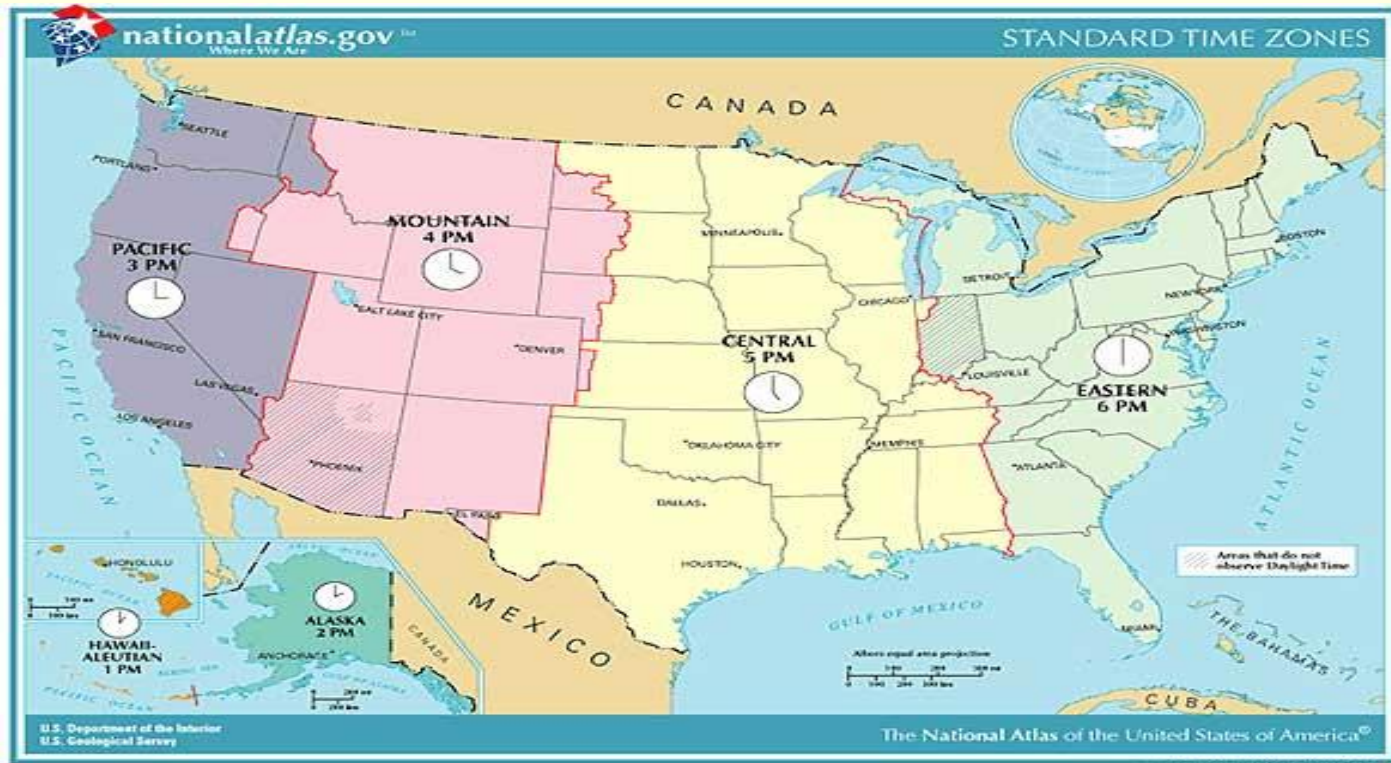 nationalatlas.gov™
Where We Are
STANDARD TIME ZONES
CANADA
SEATTLE
PORTLAND
MOUNTAIN
4 PM
MINNEAPOLIS
BOSTON
PACIFIC
3 PM
DETROIT
NEW YORK
CHICAGO
SALT LAKE CITY
WASHINGTON
SAN FRANCISCO
DENVER
CENTRAL
5 PM
LOUISVILLE
EASTERN
6 PM
LAS VEGAS
LOS ANGELES
OKLAHOMA CITY
MEMPHIS
PHOENIX
ATLANTA
DALLAS
EL PASO
HOUSTON
PACIFIC OCEAN
ATLANTIC OCEAN
Areas that do not
observe Daylight Time
HONOLULU
PACIFIC OCEAN
HAWAII-
ALEUTIAN
1 PM
ALASKA
2 PM
ANCHORAGE
CANADA
MEXICO
GULF OF MEXICO
MIAMI
THE BAHAMAS
Albers equal area projection
CUBA
PACIFIC OCEAN
U.S. Department of the Interior
U.S. Geological Survey
The National Atlas of the United States of America®